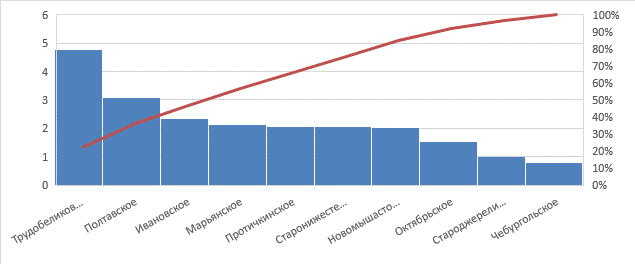 6
5
4
3
2
1
0
100%
90%
80%
70%
60%
50%
40%
30%
20%
10%
0%
Трудобеликов...
Полтавское
Ивановское
Марьянское
Протичкинское
Старонижесте...
Новомышасто...
Октябрьское
Староджерели...
Чебургольское